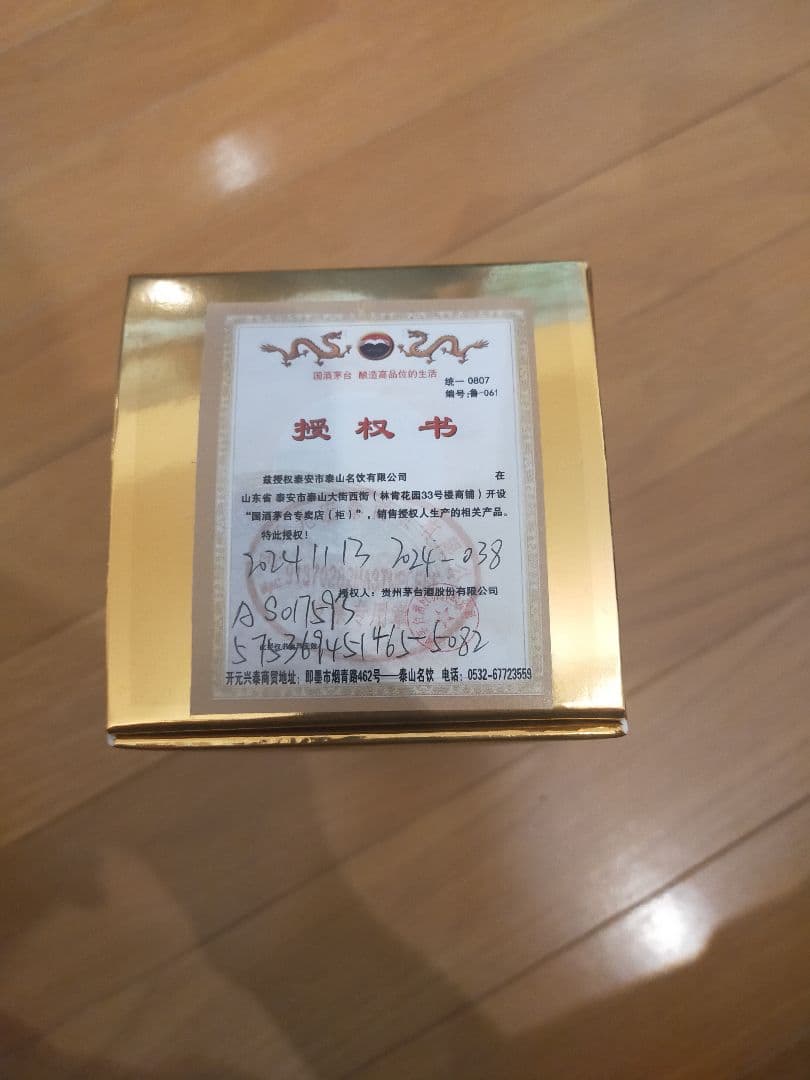 国酒茅台 酿造高品位的生活
统一 0807
编号:鲁-061
授权书
兹授权泰安市泰山名饮有限公司 在
山东省 泰安市泰山大街西街(林肯花园33号楼商铺)开设
“国酒茅台专卖店(柜)”,销售授权人生产的相关产品。
特此授权!
2024 11 13 2024-038
授权人:贵州茅台酒股份有限公司
A S017593
575369451465-5082
开元兴泰商贸地址:即墨市烟青路462号——泰山名饮 电话:0532-67723559